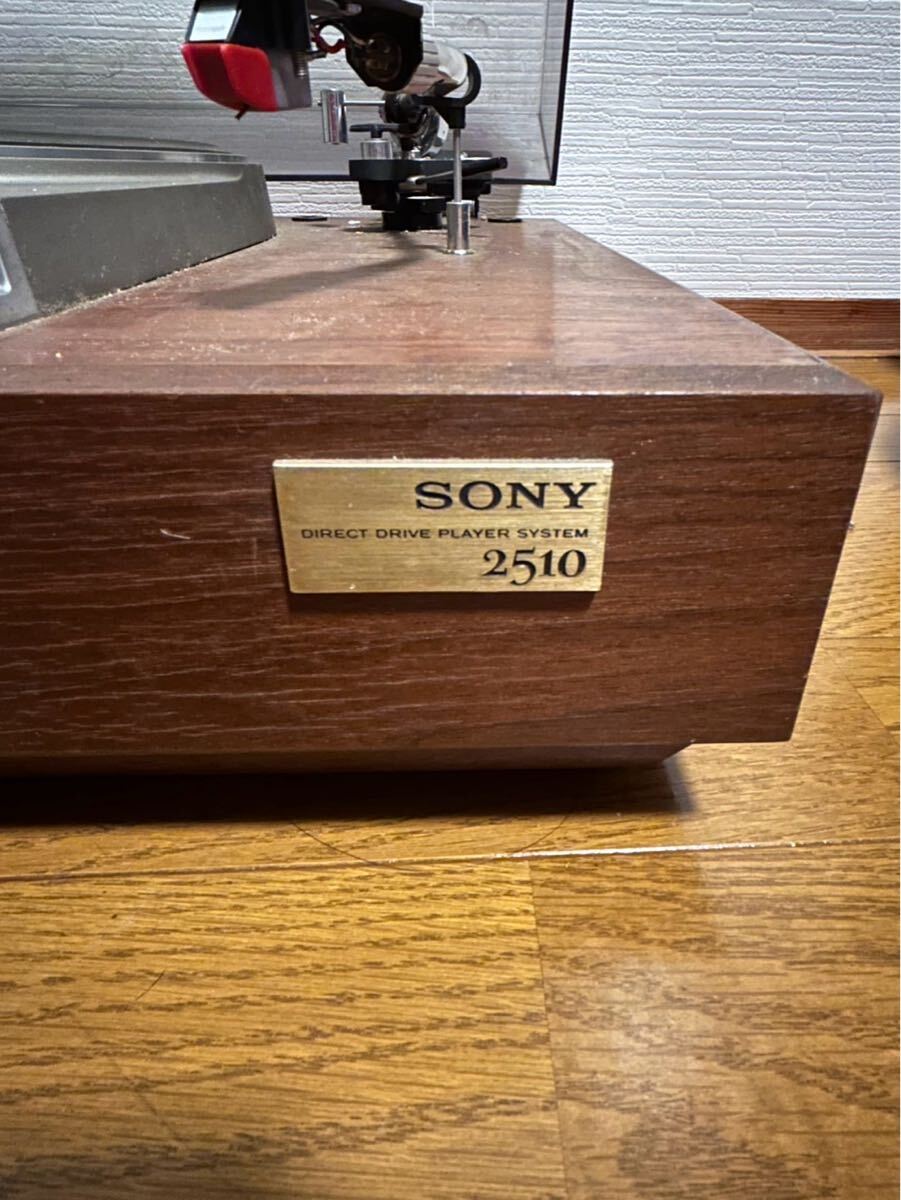 SONY
DIRECT DRIVE PLAYER SYSTEM
2510